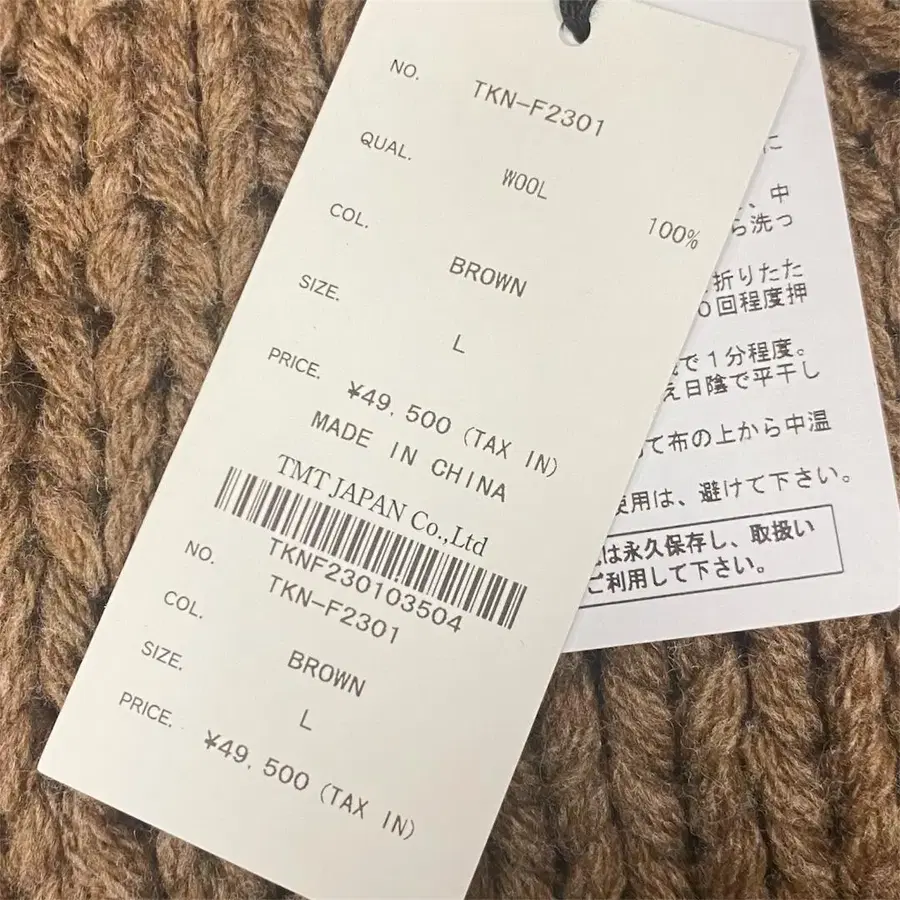 NO. TKN-F2301
QUAL. WOOL 100%
COL. BROWN
SIZE. L
PRICE. ¥49,500 (TAX IN)
MADE IN CHINA
TMT JAPAN Co.,Ltd
TKNF230103504
NO. TKN-F2301
COL. BROWN
SIZE. L
PRICE. ¥49,500 (TAX IN)
に
、中
ら洗っ
折りたた
0回程度押
で1分程度。
え日陰で平干し
て布の上から中温
使用は、避けて下さい。
は永久保存し、取扱い
ご利用して下さい。